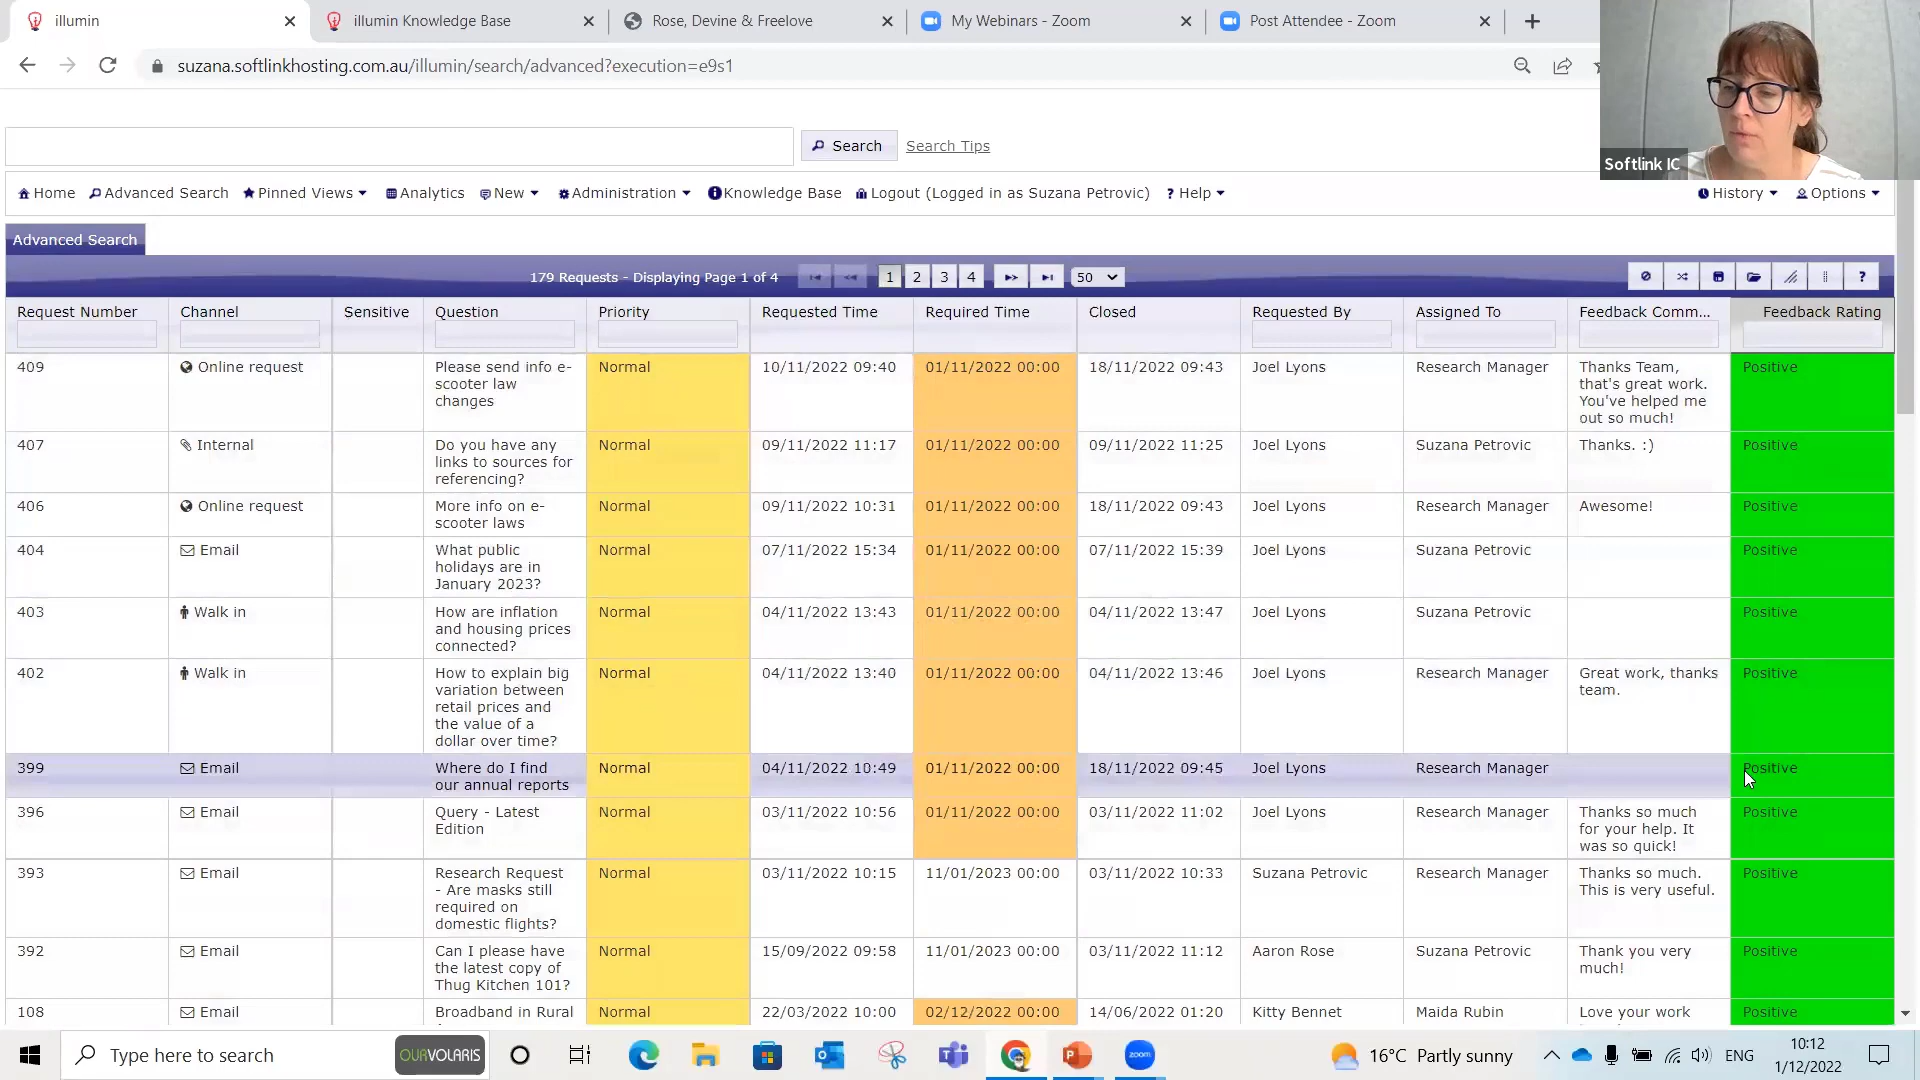 illumin
illumin Knowledge Base
Rose, Devine & Freelove
My Webinars - Zoom
Post Attendee - Zoom
suzana.softlinkhosting.com.au/illumin/search/advanced?execution=e9s1
Softlink IC
Search Search Tips
Home Advanced Search Pinned Views Analytics New Administration Knowledge Base Logout (Logged in as Suzana Petrovic) ? Help History Options
Advanced Search
179 Requests - Displaying Page 1 of 4 1 2 3 4 50 ?
Request Number Channel Sensitive Question Priority Requested Time Required Time Closed Requested By Assigned To Feedback Comm... Feedback Rating
409 Online request Please send info e- Normal 10/11/2022 09:40 01/11/2022 00:00 18/11/2022 09:43 Joel Lyons Research Manager Thanks Team, Positive
scooter law that's great work.
changes You've helped me
out so much!
407 Internal Do you have any Normal 09/11/2022 11:17 01/11/2022 00:00 09/11/2022 11:25 Joel Lyons Suzana Petrovic Thanks. :) Positive
links to sources for
referencing?
406 Online request More info on e- Normal 09/11/2022 10:31 01/11/2022 00:00 18/11/2022 09:43 Joel Lyons Research Manager Awesome! Positive
scooter laws
404 Email What public Normal 07/11/2022 15:34 01/11/2022 00:00 07/11/2022 15:39 Joel Lyons Suzana Petrovic Positive
holidays are in
January 2023?
403 Walk in How are inflation Normal 04/11/2022 13:43 01/11/2022 00:00 04/11/2022 13:47 Joel Lyons Suzana Petrovic Positive
and housing prices
connected?
402 Walk in How to explain big Normal 04/11/2022 13:40 01/11/2022 00:00 04/11/2022 13:46 Joel Lyons Research Manager Great work, thanks Positive
variation between team.
retail prices and
the value of a
dollar over time?
399 Email Where do I find Normal 04/11/2022 10:49 01/11/2022 00:00 18/11/2022 09:45 Joel Lyons Research Manager Positive
our annual reports
396 Email Query - Latest Normal 03/11/2022 10:56 01/11/2022 00:00 03/11/2022 11:02 Joel Lyons Research Manager Thanks so much Positive
Edition for your help. It
was so quick!
393 Email Research Request Normal 03/11/2022 10:15 11/01/2023 00:00 03/11/2022 10:33 Suzana Petrovic Research Manager Thanks so much. Positive
- Are masks still This is very useful.
required on
domestic flights?
392 Email Can I please have Normal 15/09/2022 09:58 11/01/2023 00:00 03/11/2022 11:12 Aaron Rose Suzana Petrovic Thank you very Positive
the latest copy of much!
Thug Kitchen 101?
108 Email Broadband in Rural Normal 22/03/2022 10:00 02/12/2022 00:00 14/06/2022 01:20 Kitty Bennet Maida Rubin Love your work Positive
Type here to search
OURVOLARIS
zoom
16°C Partly sunny
ENG
10:12
1/12/2022